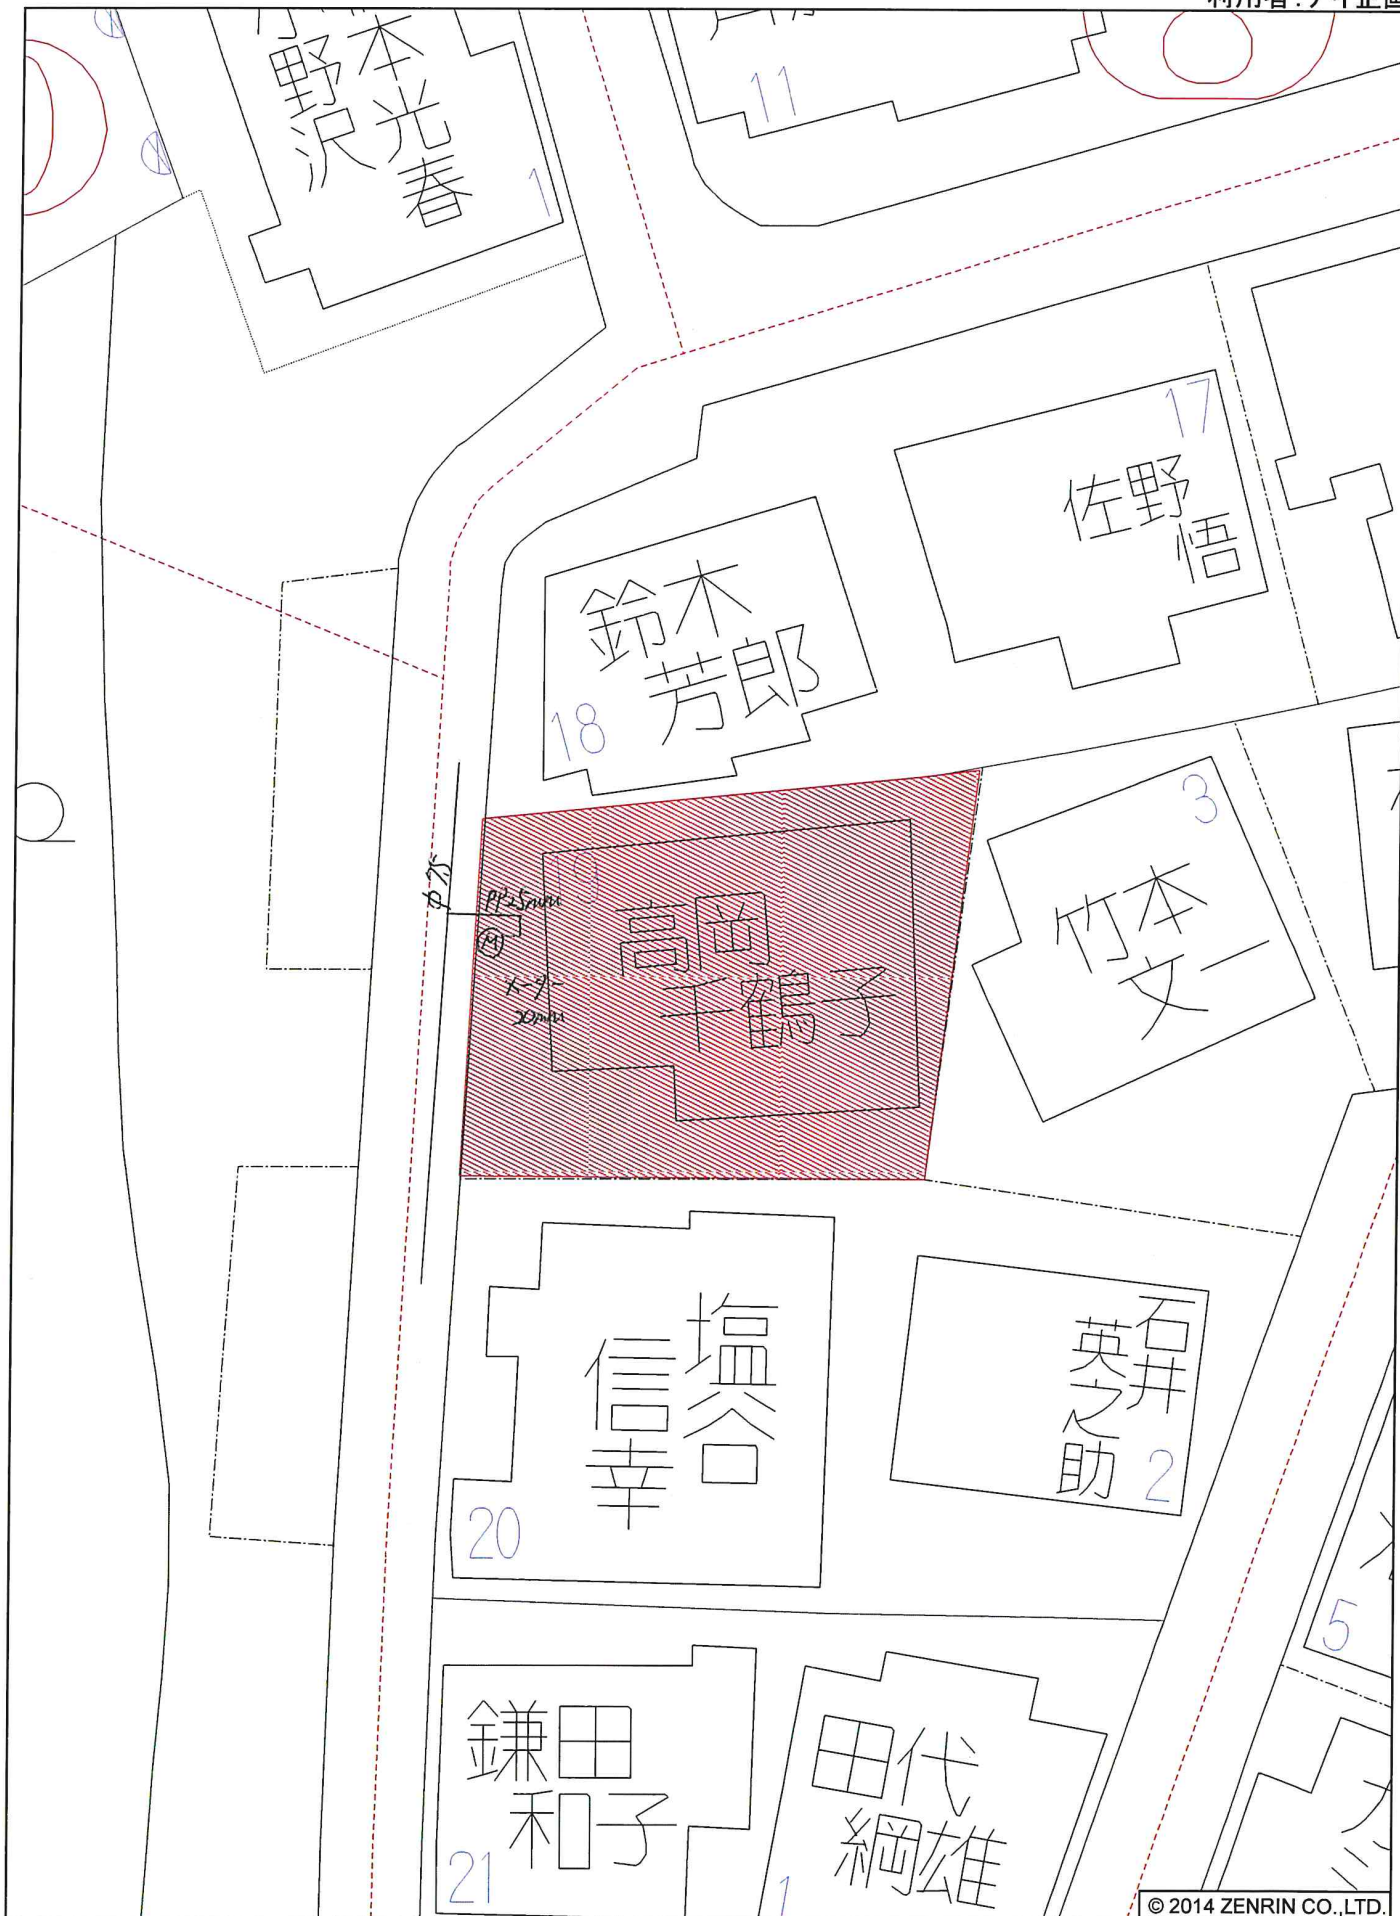 11
野沢
本光春
1
17
佐野
悟
鈴木
芳郎
18
3
竹本
文一
19
φ75
PP25mm
M
メーター
20mm
高岡
千鶴子
塩谷
信幸
20
石井
英之助
2
5
鎌田
和子
21
田代
綱雄
1
© 2014 ZENRIN CO.,LTD.